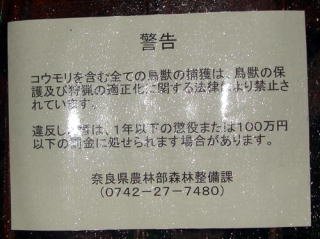 警告
コウモリを含む全ての鳥獣の捕獲は、鳥獣の保
護及び狩猟の適正化に関する法律により禁止さ
れています。
違反した者は、1年以下の懲役または100万円
以下の罰金に処せられます場合があります。
奈良県農林部森林整備課
(0742-27-7480)